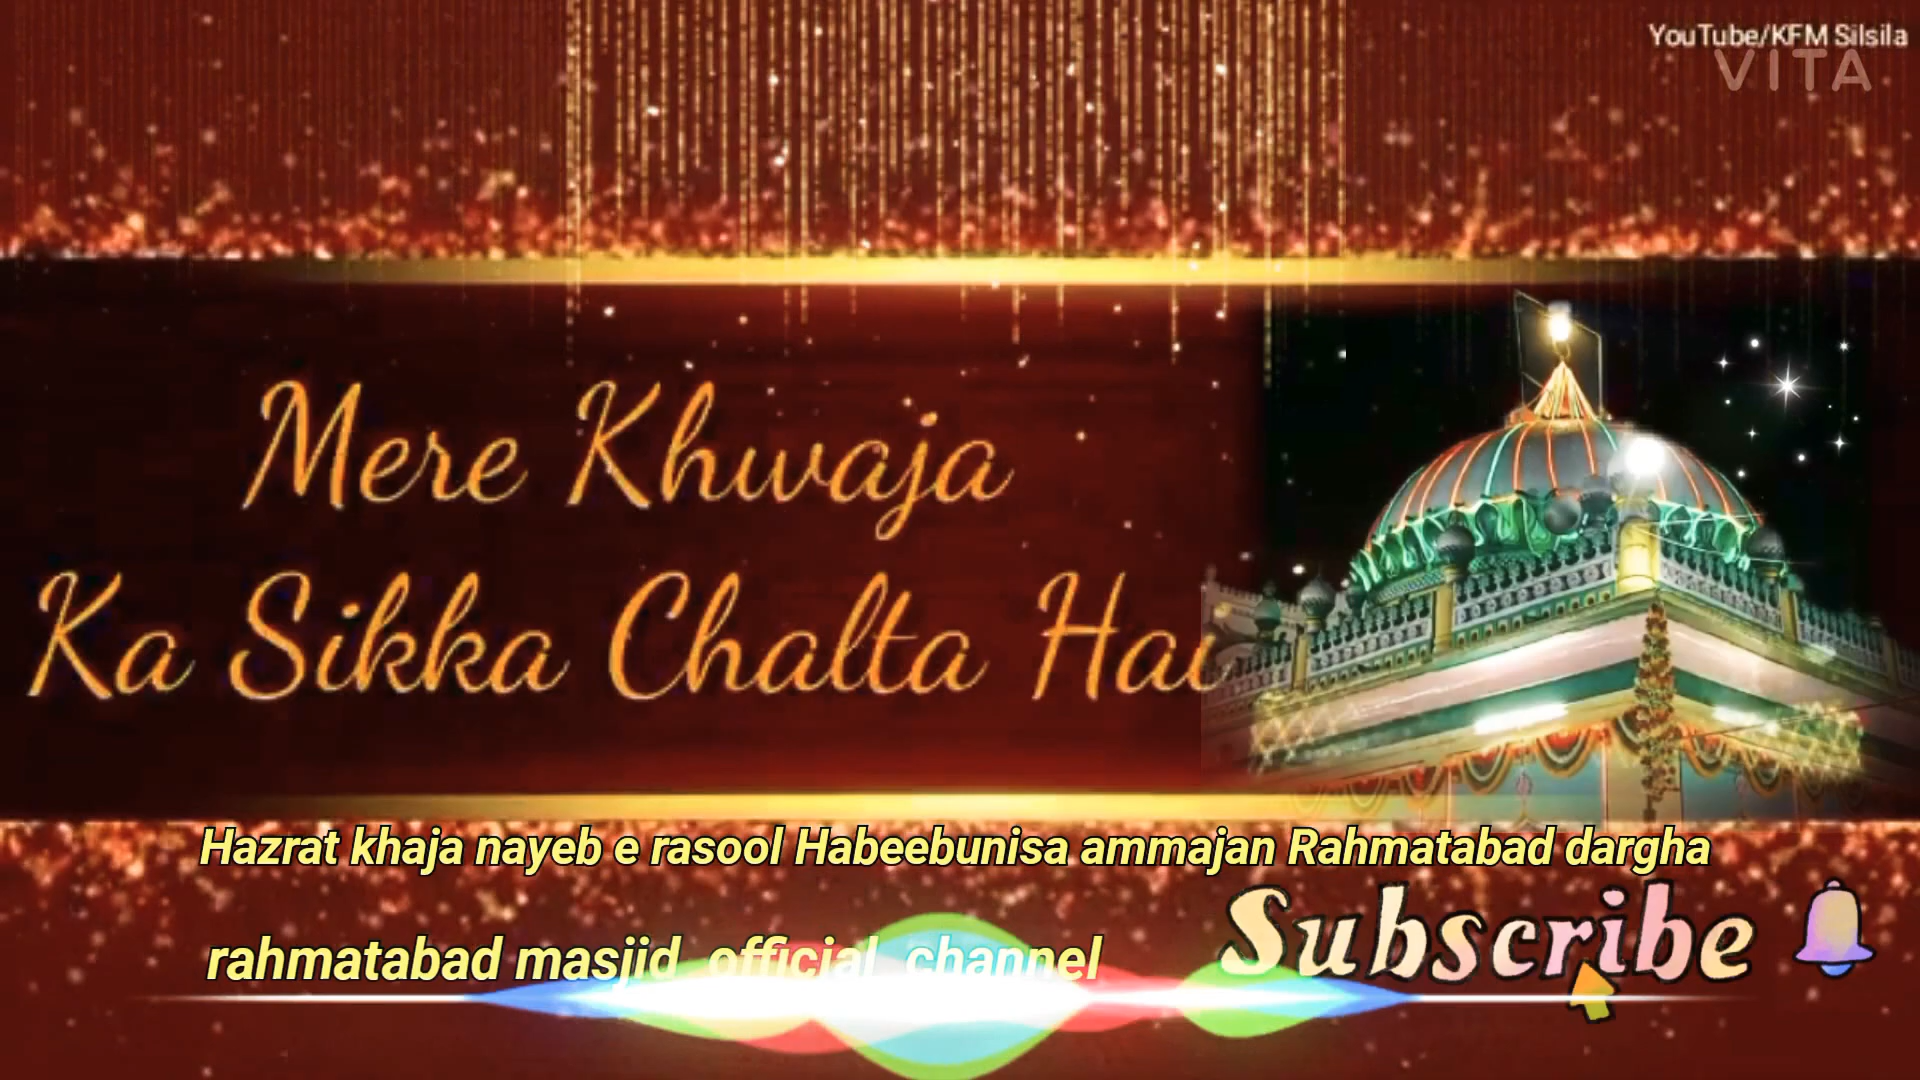 YouTube/KFM Silsila
VITA
Mere Khwaja
Ka Sikka Chalta Hai
Hazrat khaja nayeb e rasool Habeebunisa ammajan Rahmatabad dargha
rahmatabad masjid official channel
Subscribe